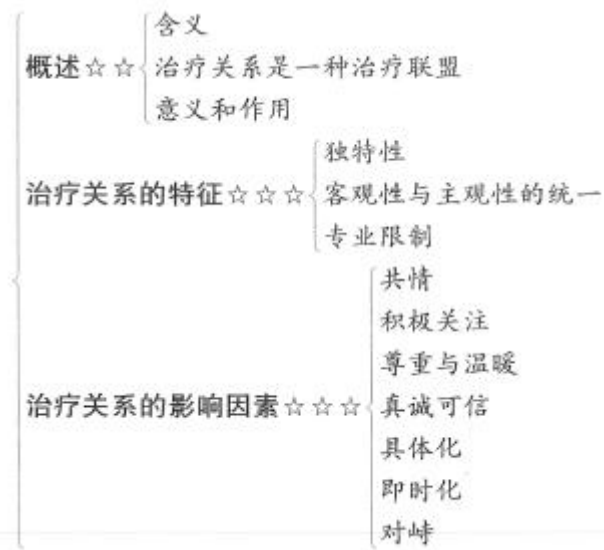 概述☆☆
含义
治疗关系是一种治疗联盟
意义和作用
治疗关系的特征☆☆☆
独特性
客观性与主观性的统一
专业限制
治疗关系的影响因素☆☆☆
共情
积极关注
尊重与温暖
真诚可信
具体化
即时化
对峙